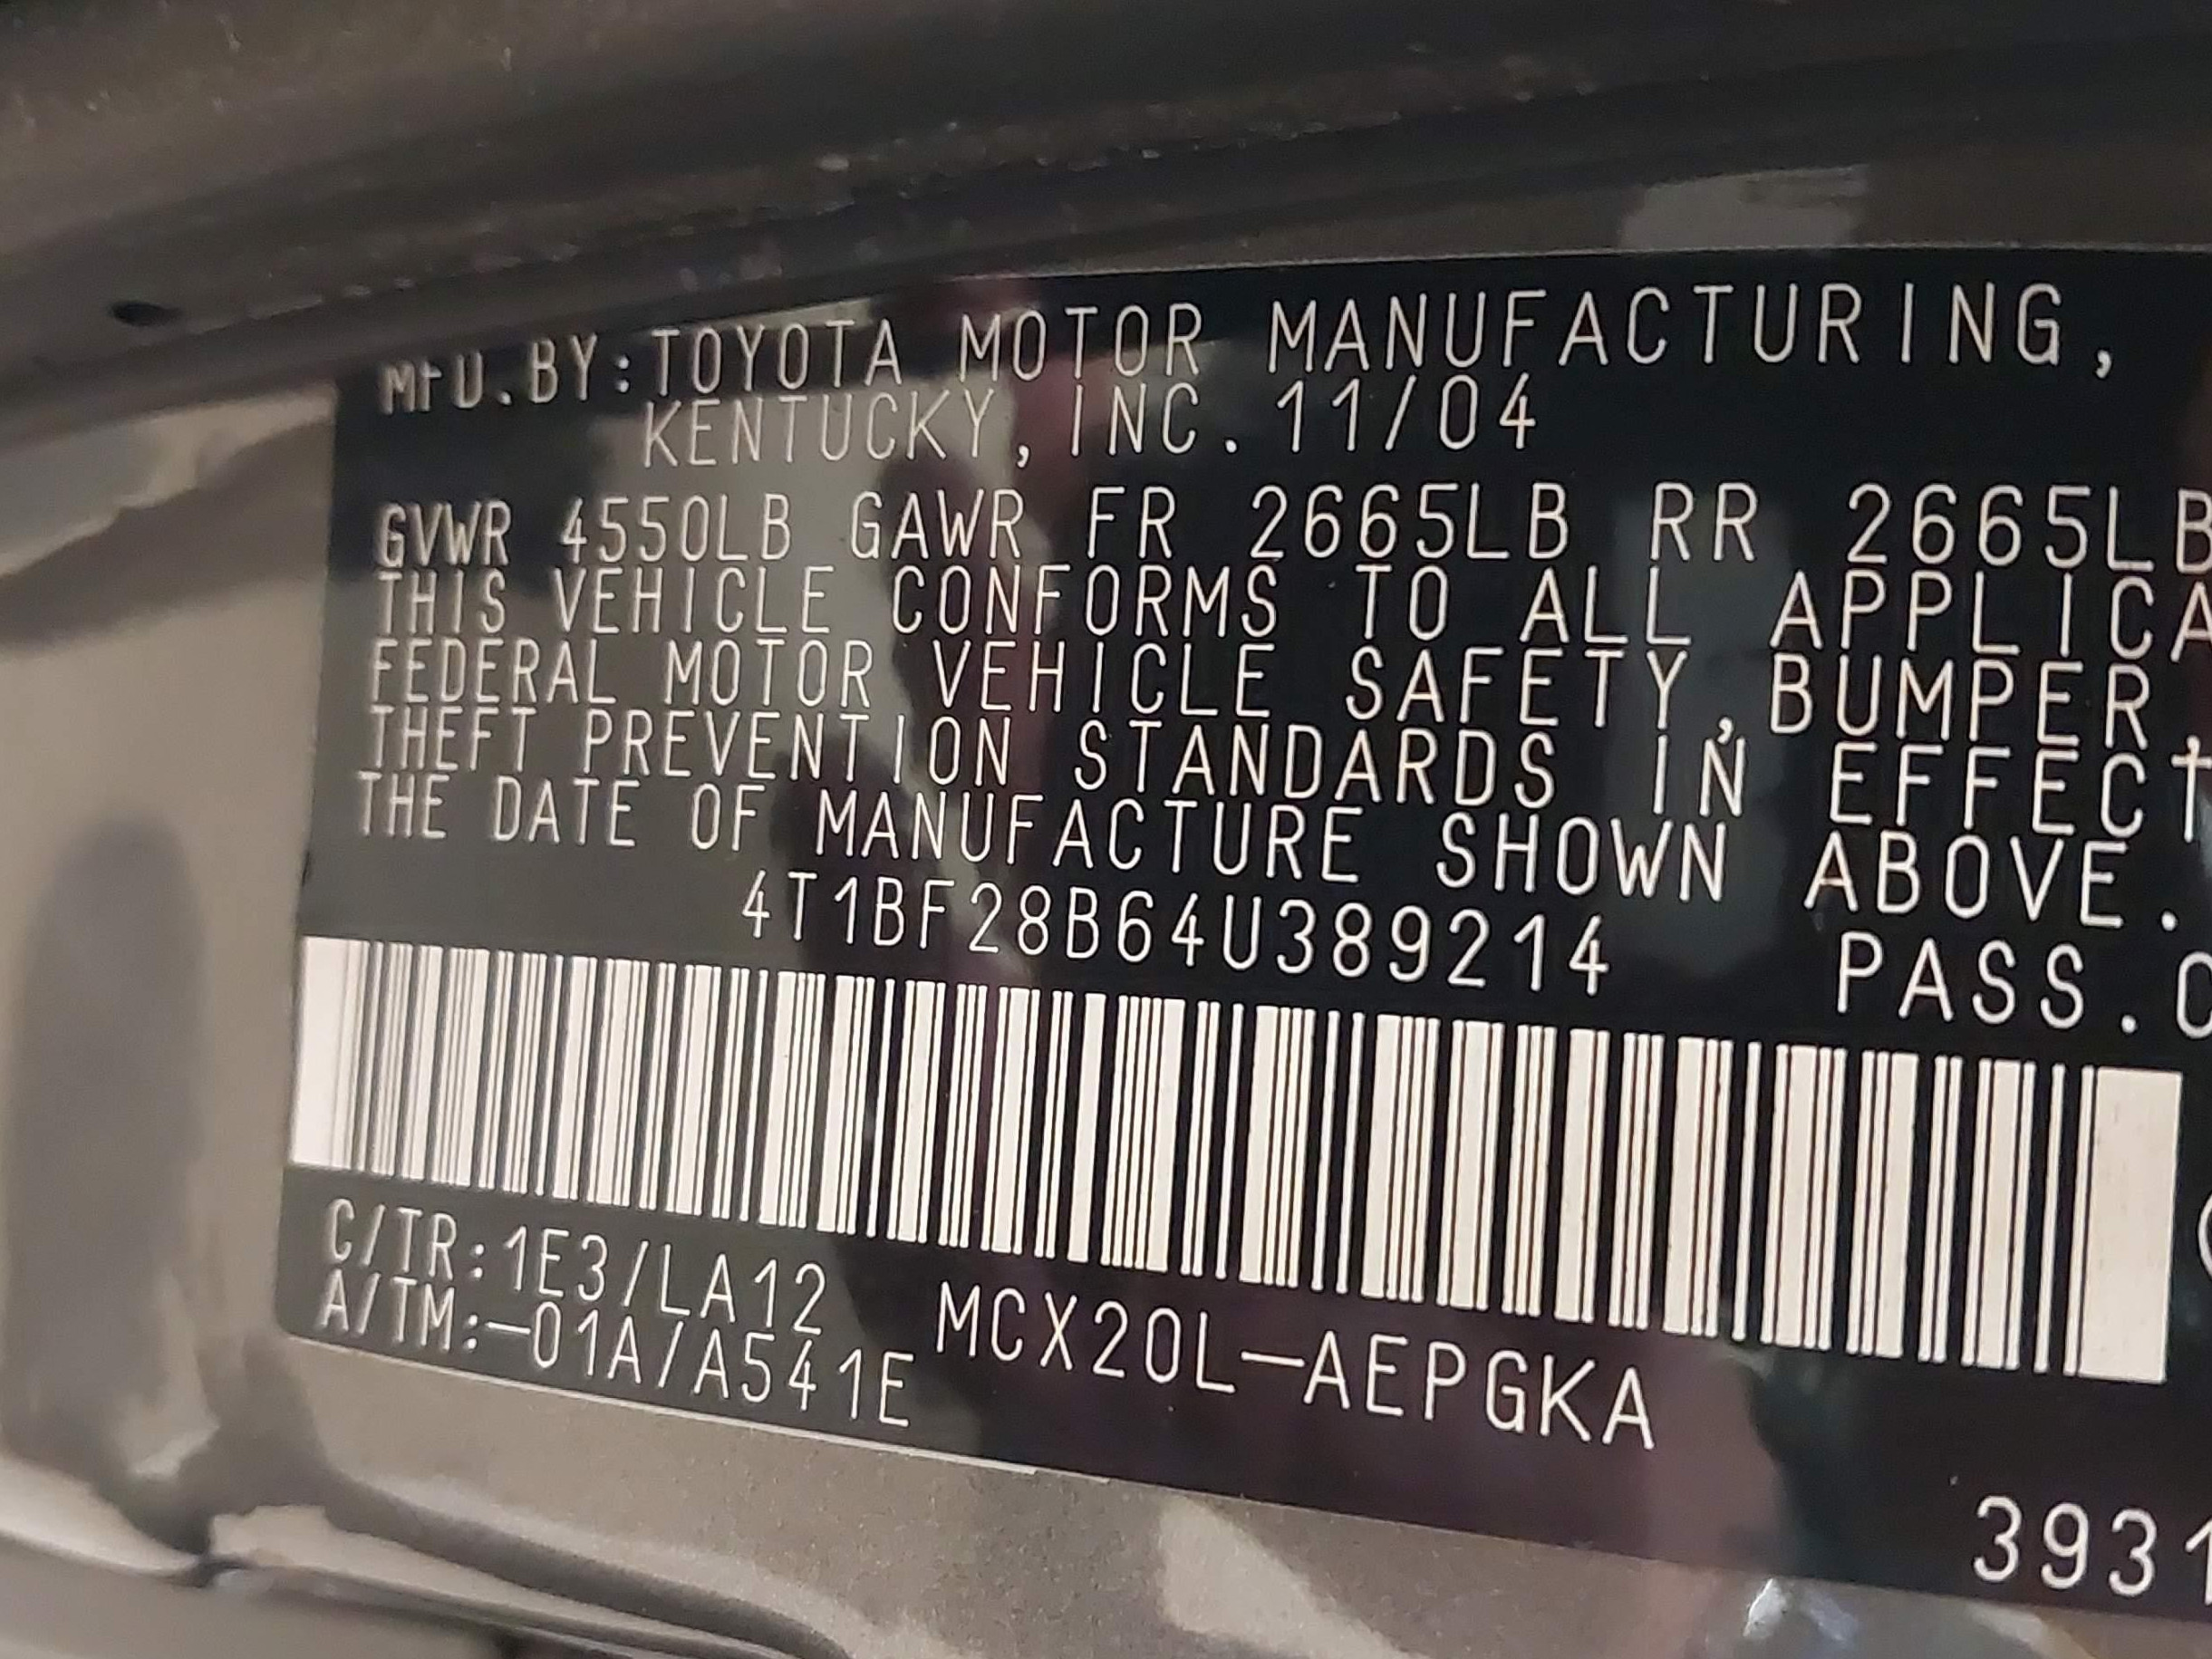 MFD.BY:TOYOTA MOTOR MANUFACTURING,
KENTUCKY, INC. 11/04
GVWR 4550LB GAWR FR 2665LB RR 2665LB
THIS VEHICLE CONFORMS TO ALL APPLICA
FEDERAL MOTOR VEHICLE SAFETY,BUMPER,
THEFT PREVENTION STANDARDS IN EFFECT
THE DATE OF MANUFACTURE SHOWN ABOVE.
4T1BF28B64U389214 PASS.C
C/TR:1E3/LA12 MCX20L-AEPGKA
A/TM:-01A/A541E
3931